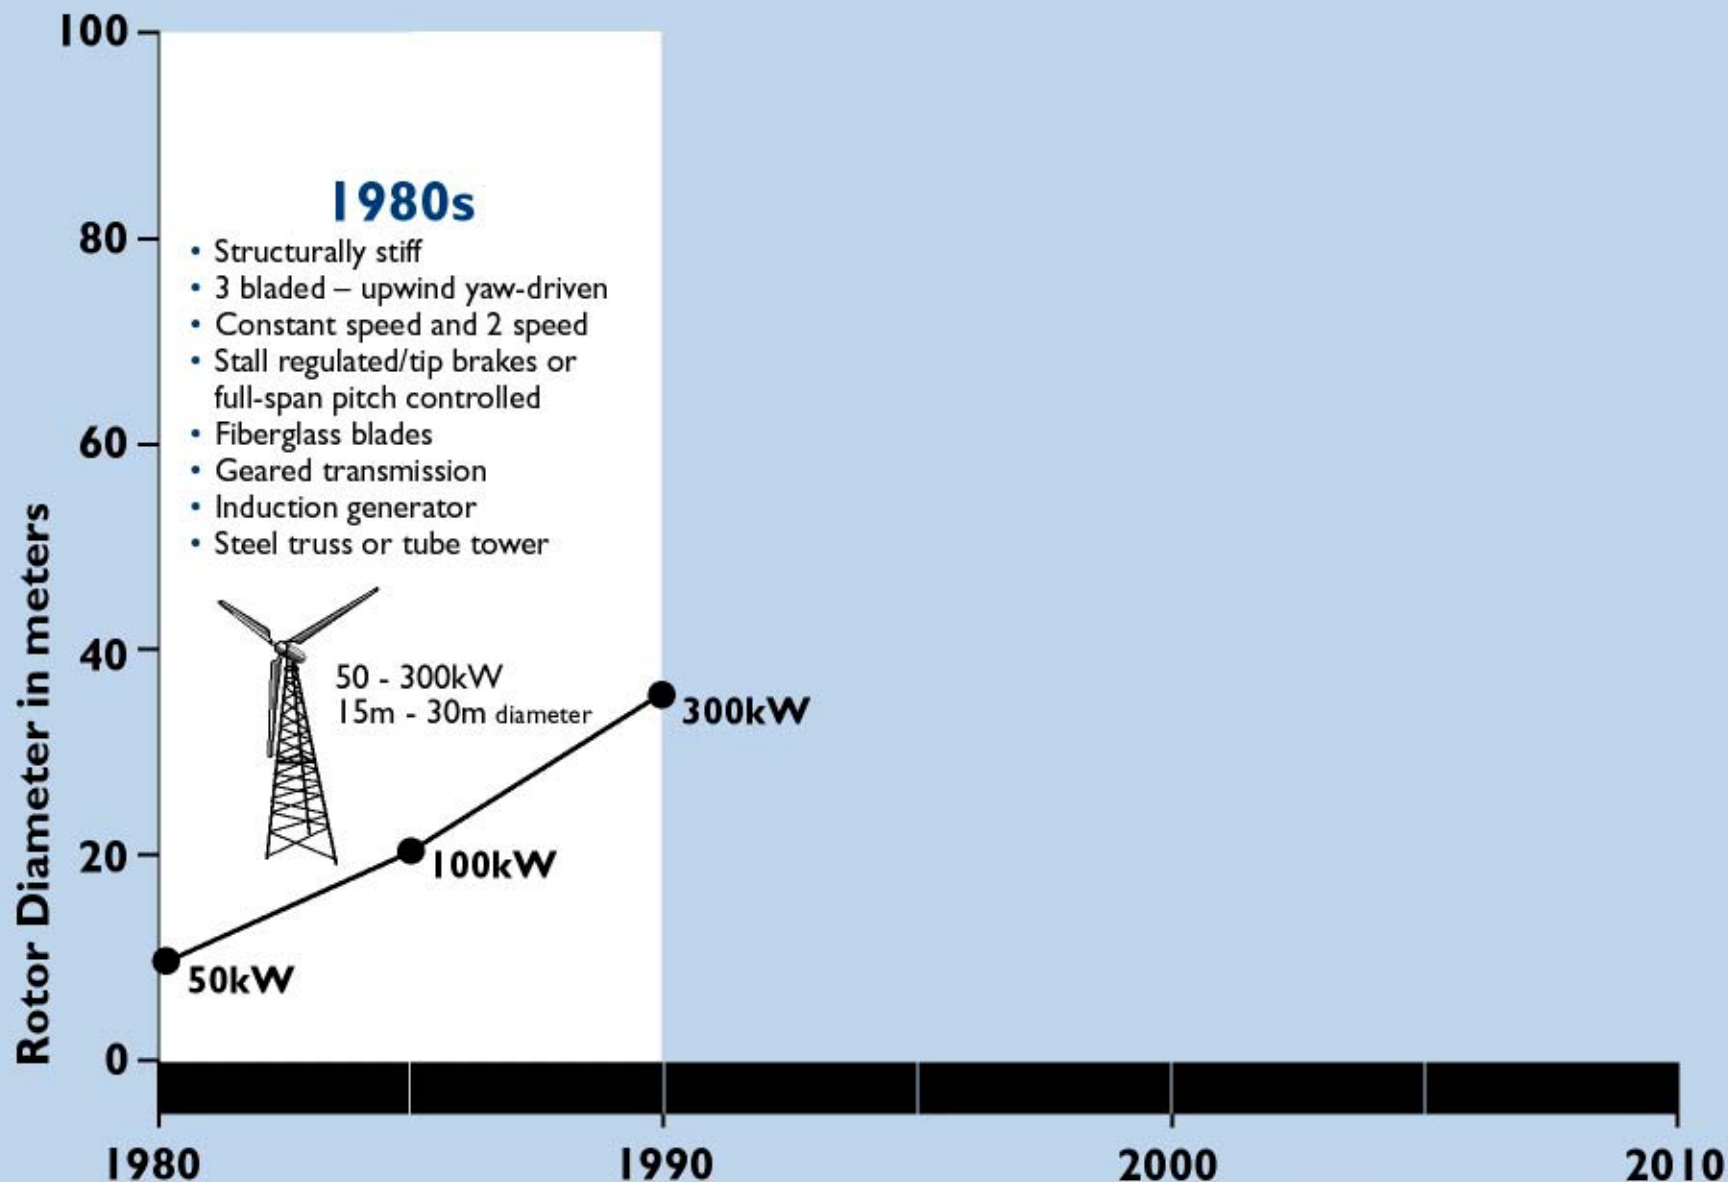 100
80
60
40
20
0
Rotor Diameter in meters
1980s
• Structurally stiff
• 3 bladed – upwind yaw-driven
• Constant speed and 2 speed
• Stall regulated/tip brakes or
full-span pitch controlled
• Fiberglass blades
• Geared transmission
• Induction generator
• Steel truss or tube tower
50 - 300kW
15m - 30m diameter
300kW
100kW
50kW
1980 1990 2000 2010